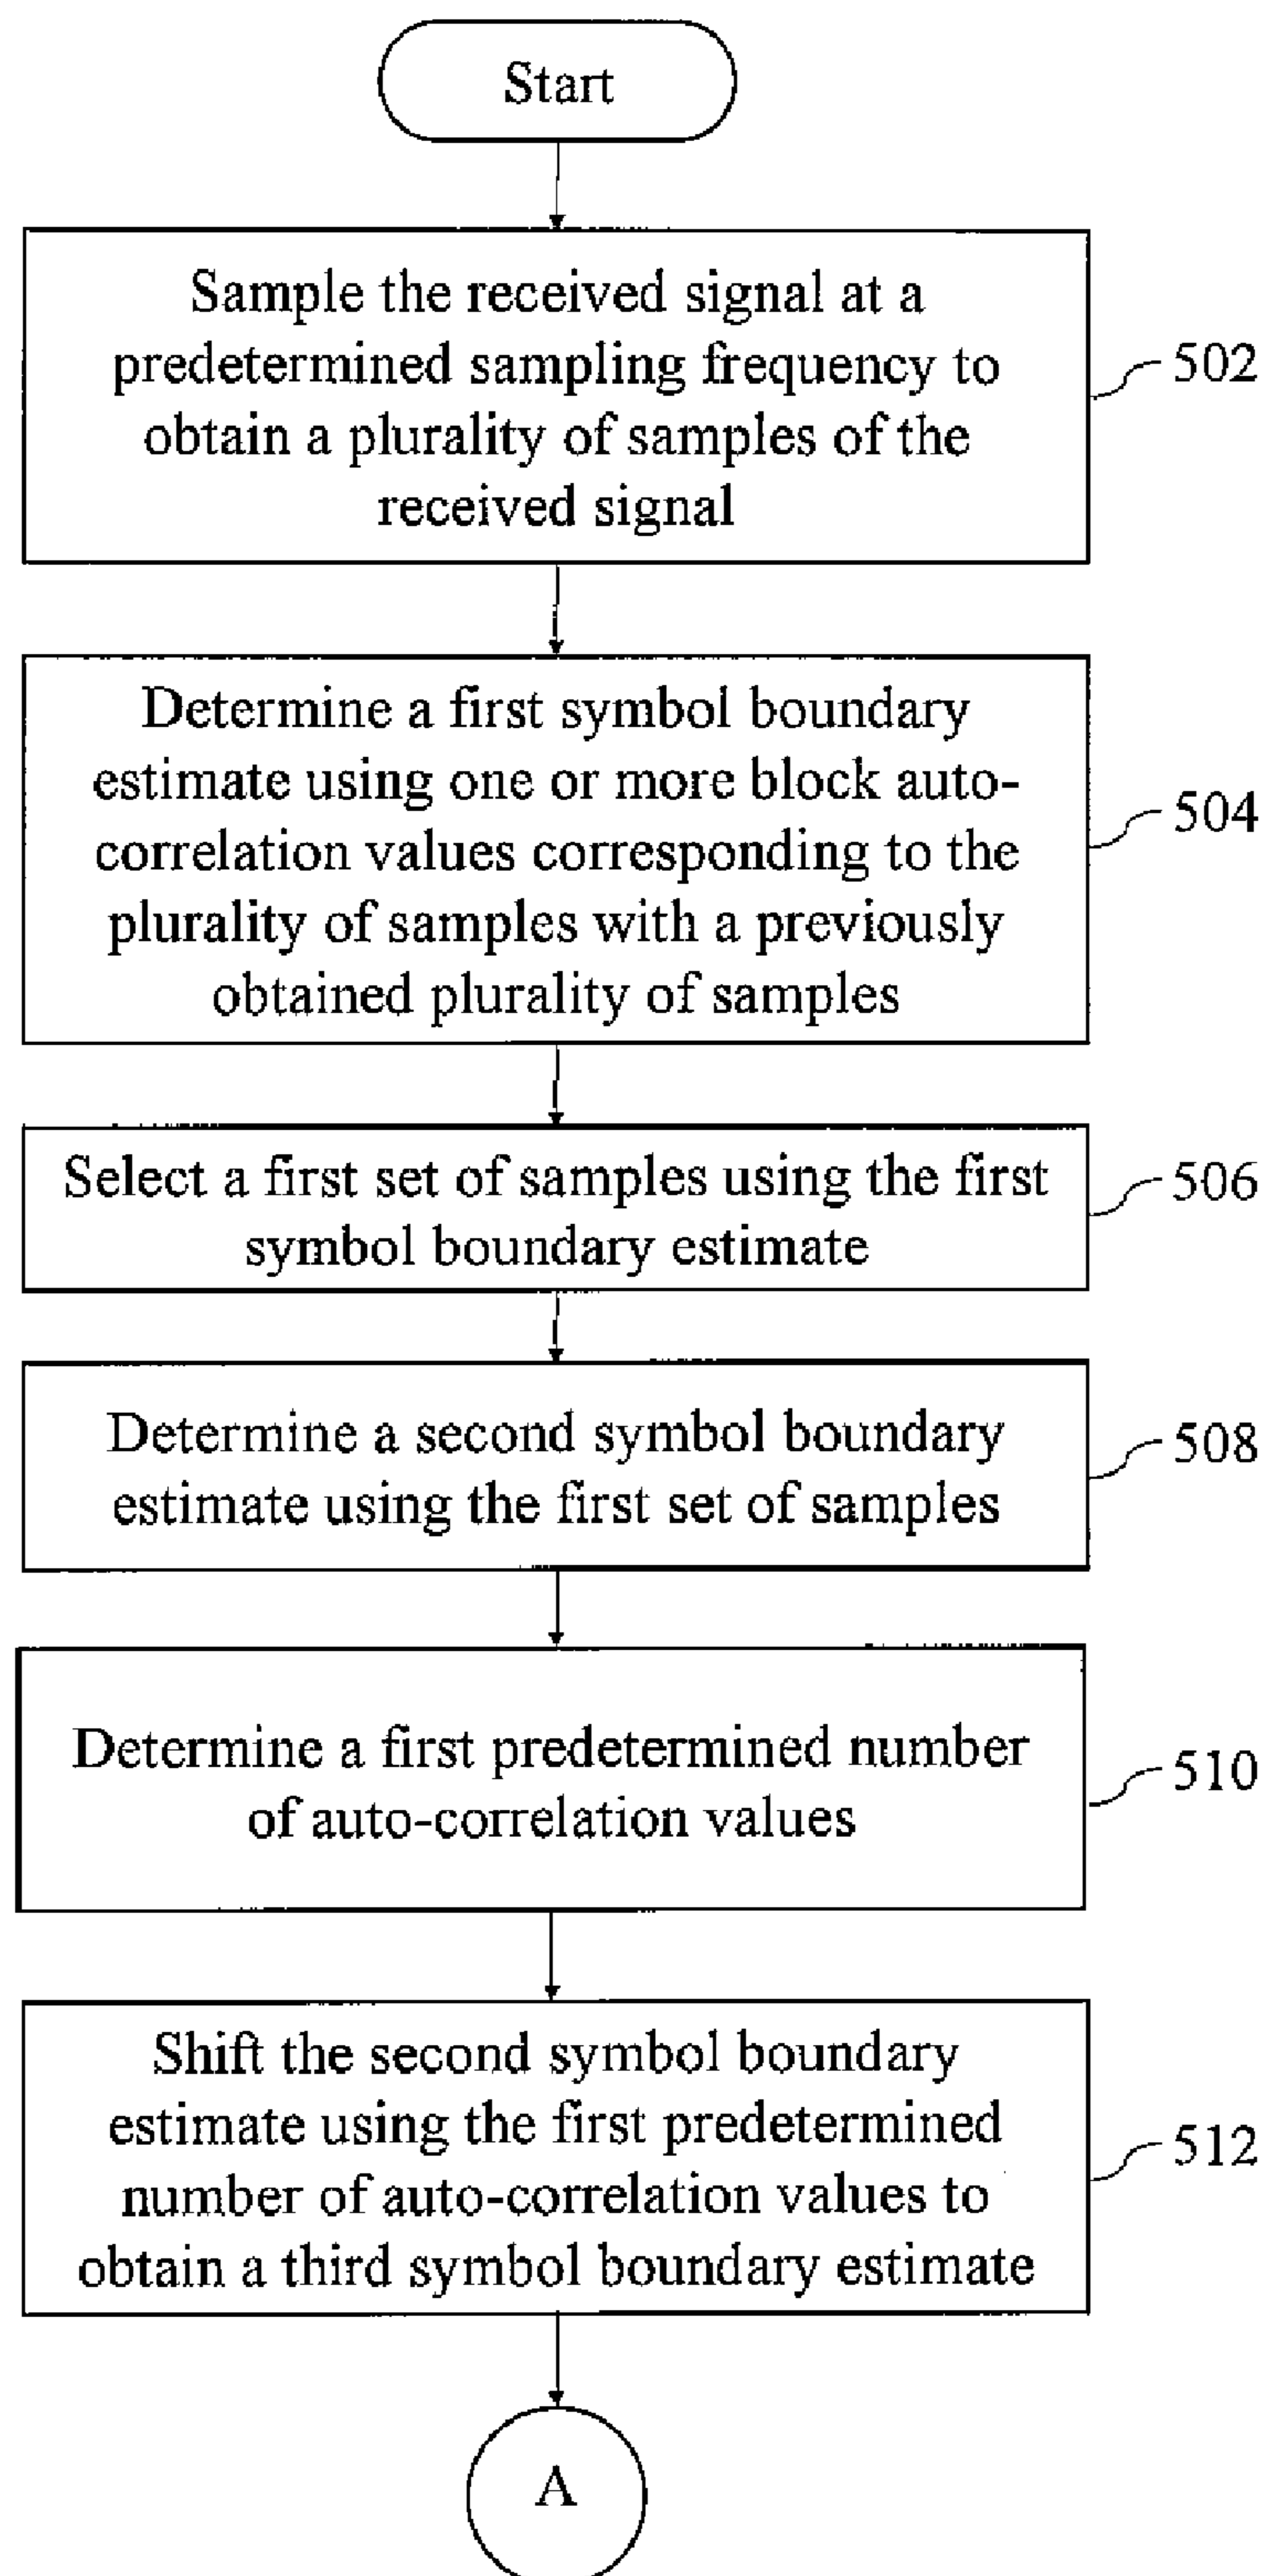 Start
Sample the received signal at a
predetermined sampling frequency to
obtain a plurality of samples of the
received signal
502
Determine a first symbol boundary
estimate using one or more block auto-
correlation values corresponding to the
plurality of samples with a previously
obtained plurality of samples
504
Select a first set of samples using the first
symbol boundary estimate
506
Determine a second symbol boundary
estimate using the first set of samples
508
Determine a first predetermined number
of auto-correlation values
510
Shift the second symbol boundary
estimate using the first predetermined
number of auto-correlation values to
obtain a third symbol boundary estimate
512
A